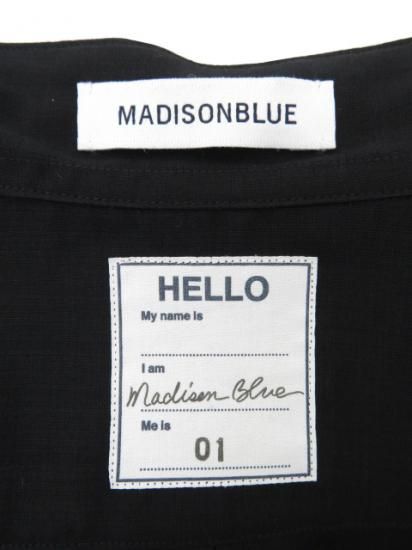 MADISONBLUE
HELLO
My name is
I am
Madison Blue
Me is
01